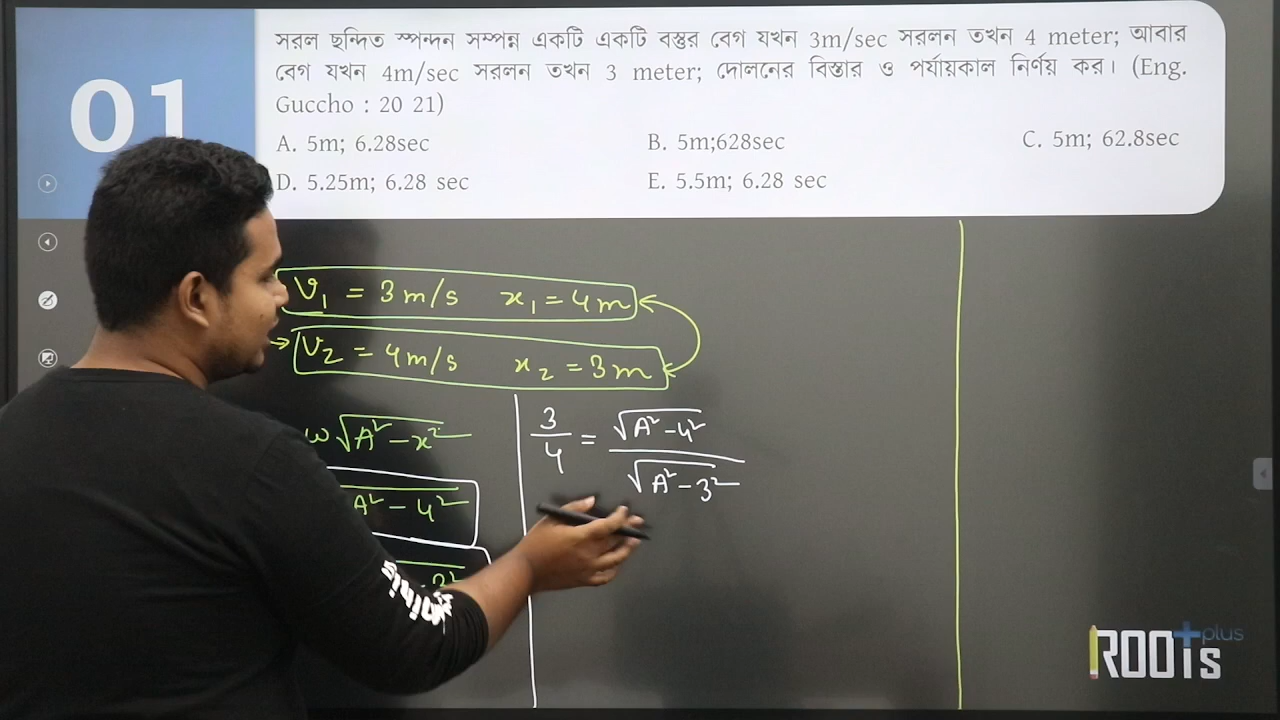 01
সরল ছন্দিত স্পন্দন সম্পন্ন একটি একটি বস্তুর বেগ যখন 3m/sec সরলন তখন 4 meter; আবার
বেগ যখন 4m/sec সরলন তখন 3 meter; দোলনের বিস্তার ও পর্যায়কাল নির্ণয় কর। (Eng.
Guccho : 20 21)
A. 5m; 6.28sec B. 5m;628sec C. 5m; 62.8sec
D. 5.25m; 6.28 sec E. 5.5m; 6.28 sec
V₁ = 3 m/s x₁ = 4 m
V₂ = 4 m/s x₂ = 3 m
ω √A² - x²
A² - 4²
3/4 = √A² - 4² / √A² - 3²
ROOTs plus